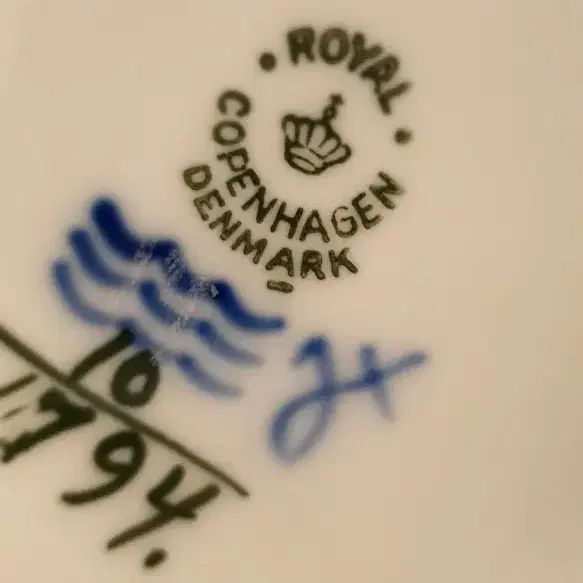 • ROYAL •
COPENHAGEN
DENMARK
10
1794.